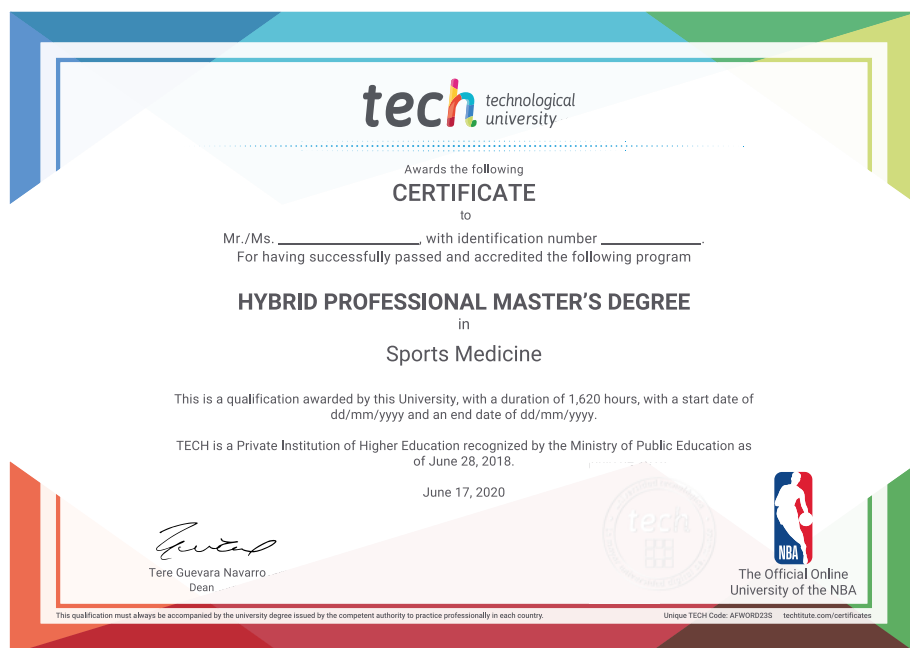 tech technological
university
Awards the following
CERTIFICATE
to
Mr./Ms. ________________, with identification number ____________.
For having successfully passed and accredited the following program
HYBRID PROFESSIONAL MASTER'S DEGREE
in
Sports Medicine
This is a qualification awarded by this University, with a duration of 1,620 hours, with a start date of
dd/mm/yyyy and an end date of dd/mm/yyyy.
TECH is a Private Institution of Higher Education recognized by the Ministry of Public Education as
of June 28, 2018.
June 17, 2020
tech
NBA
Tere Guevara Navarro
Dean
The Official Online
University of the NBA
This qualification must always be accompanied by the university degree issued by the competent authority to practice professionally in each country.
Unique TECH Code: AFWORD23S techtitute.com/certificates